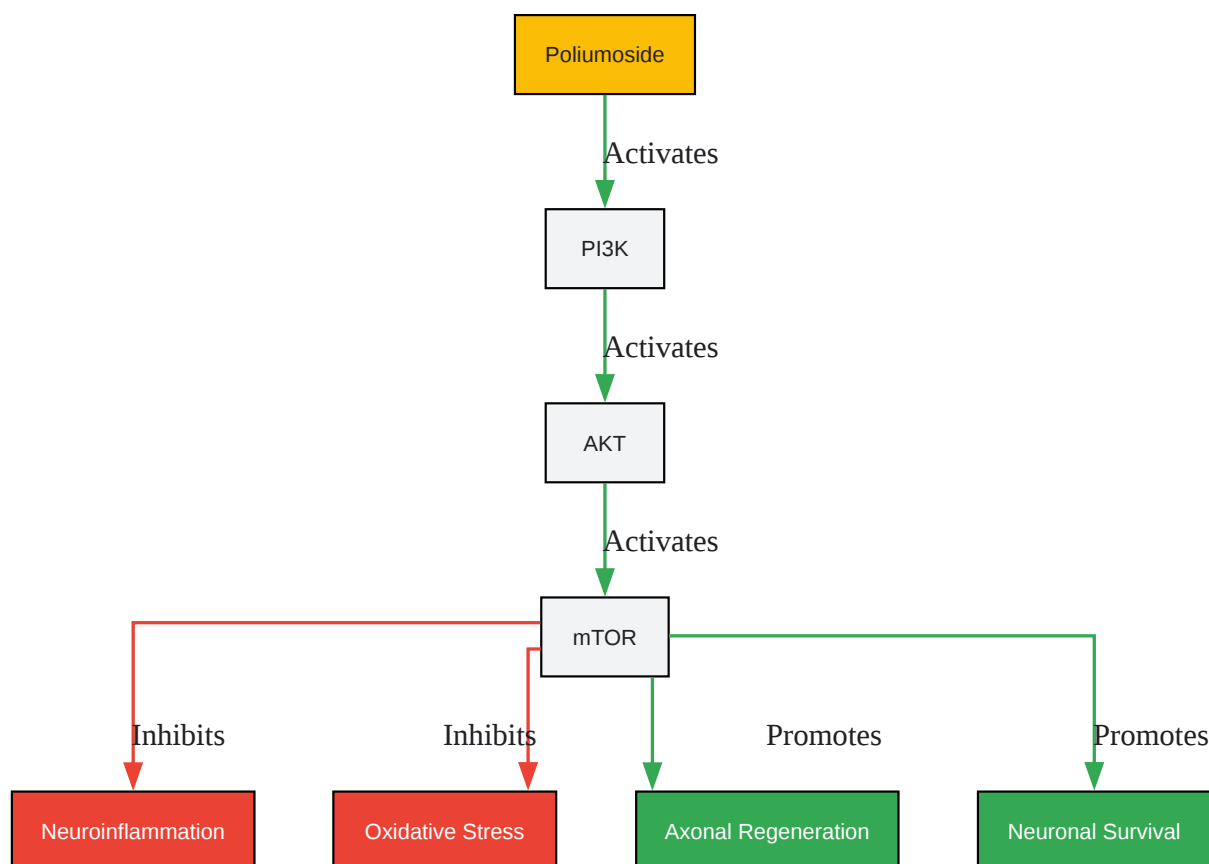 Poliumoside
Activates
PI3K
Activates
AKT
Activates
mTOR
Inhibits
Inhibits
Promotes
Promotes
Neuroinflammation
Oxidative Stress
Axonal Regeneration
Neuronal Survival